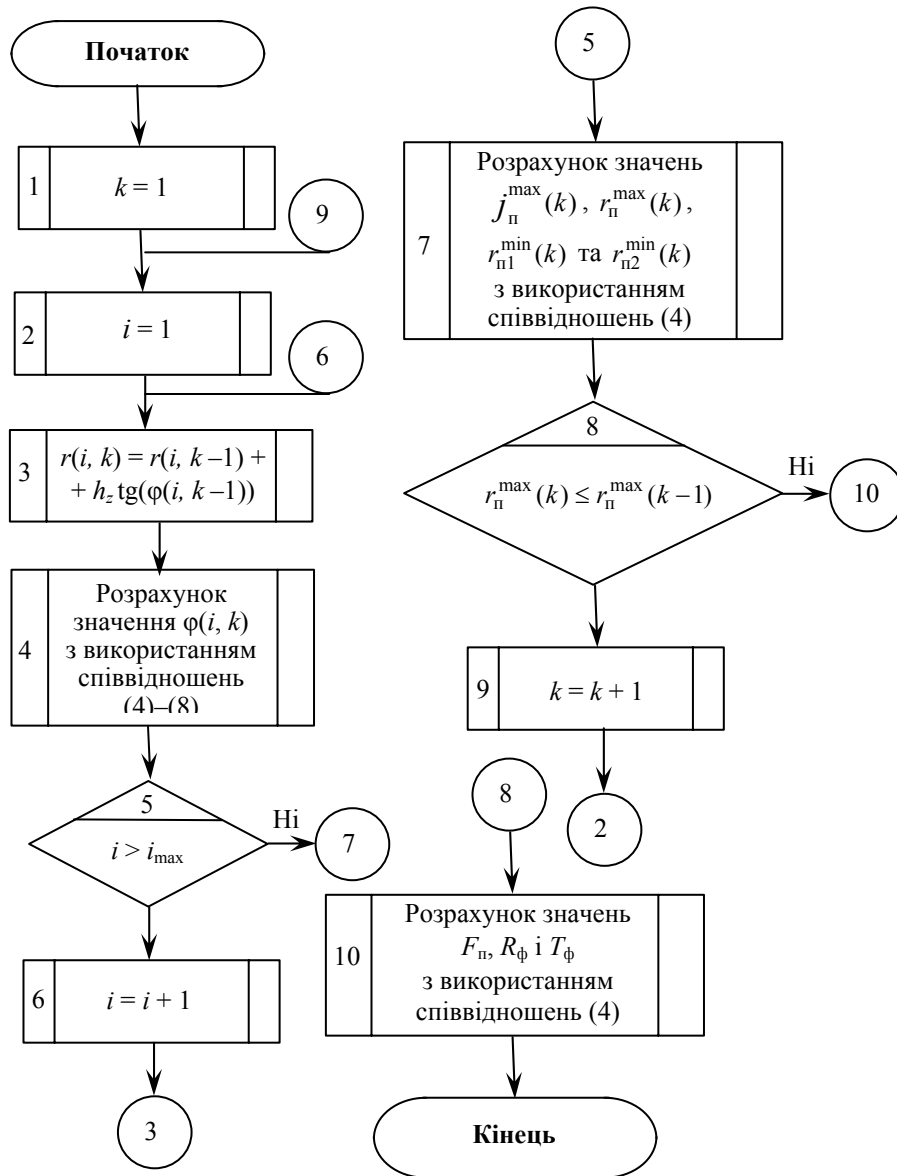 Початок
1
k = 1
9
2
i = 1
6
3
r(i, k) = r(i, k –1) +
+ h_z tg(φ(i, k –1))
4
Розрахунок
значення φ(i, k)
з використанням
співвідношень
(4)–(8)
5
i > i_max
Ні
7
6
i = i + 1
3
5
7
Розрахунок значень
j_п^max(k) , r_п^max(k) ,
r_п1^min(k) та r_п2^min(k)
з використанням
співвідношень (4)
8
r_п^max(k) ≤ r_п^max(k –1)
Ні
10
9
k = k + 1
2
8
10
Розрахунок значень
F_п, R_ф і T_ф
з використанням
співвідношень (4)
Кінець